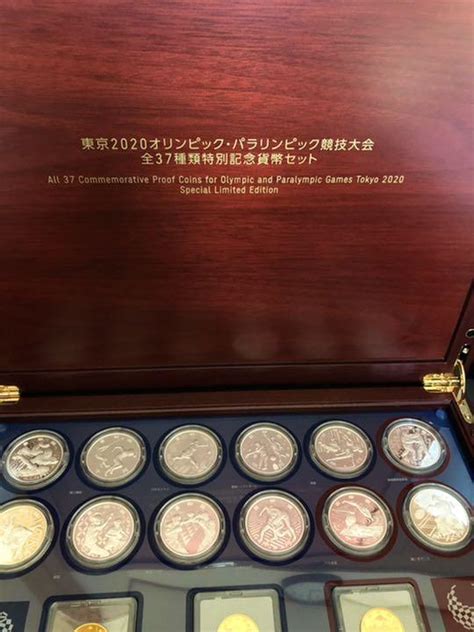 東京2020オリンピック・パラリンピック競技大会
全37種類特別記念貨幣セット
All 37 Commemorative Proof Coins for Olympic and Paralympic Games Tokyo 2020
Special Limited Edition